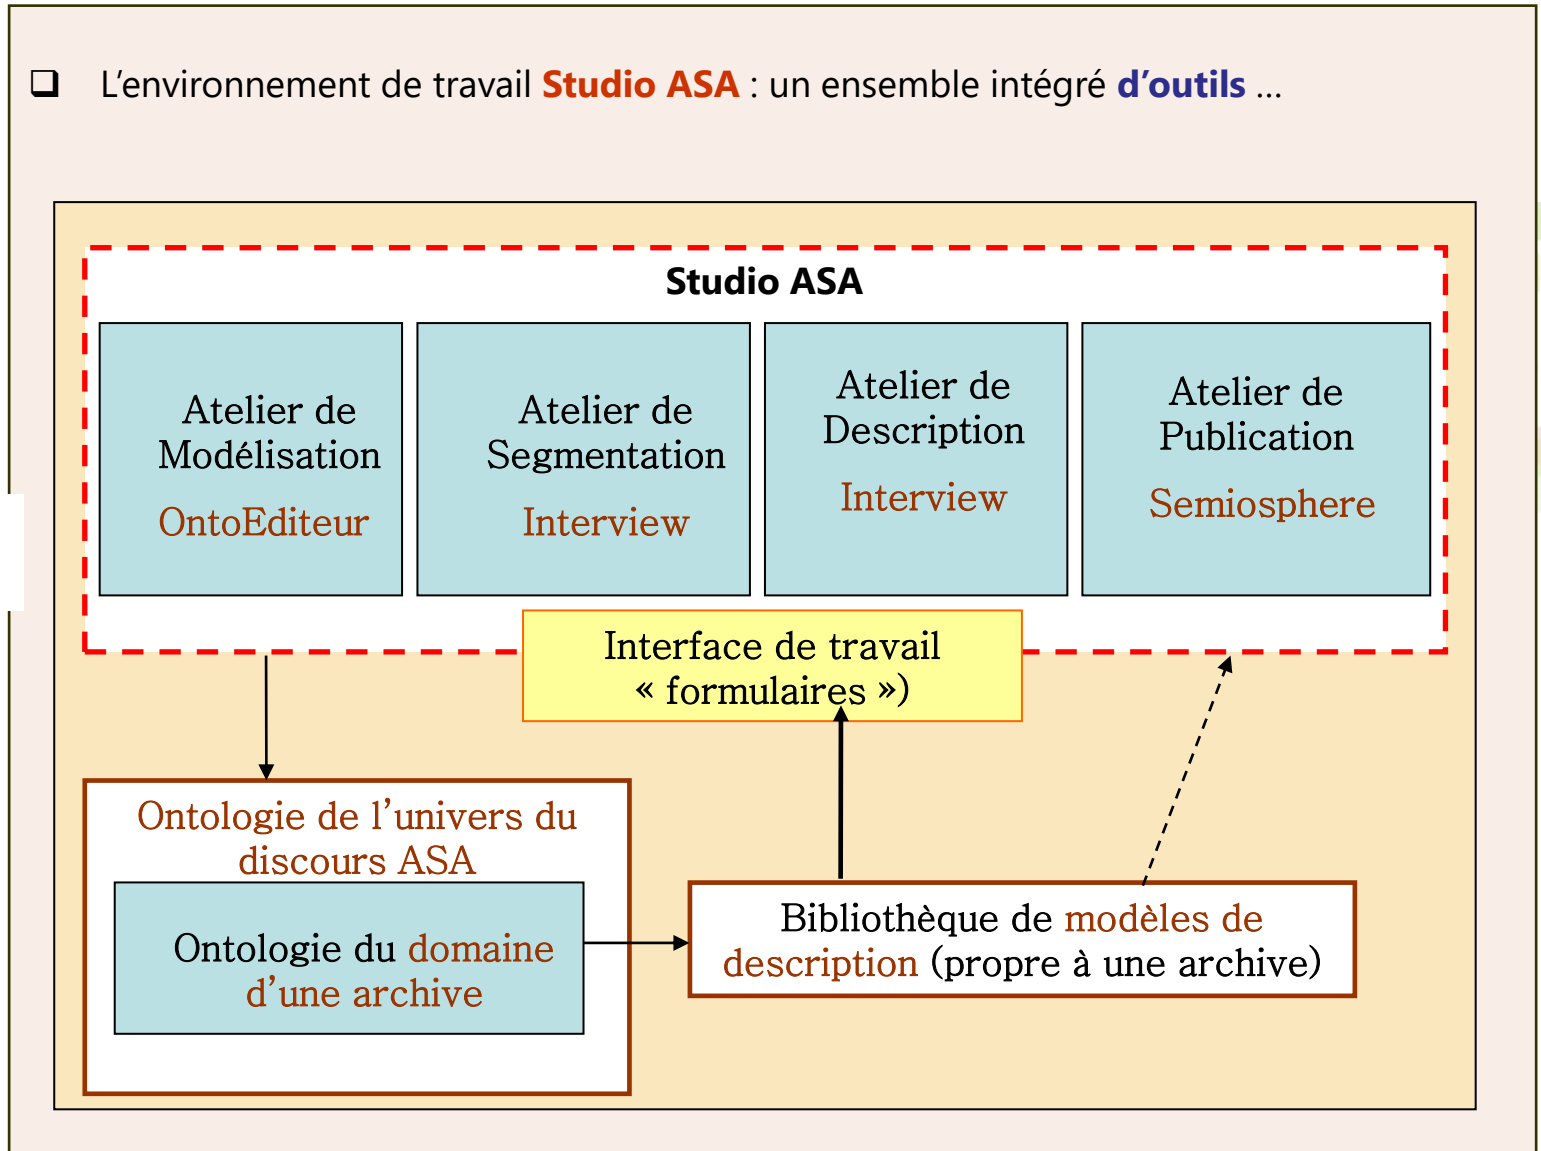 L‘environnement de travail Studio ASA : un ensemble intégré d’outils …
Studio ASA
Atelier de
Modélisation
OntoEditeur
Atelier de
Segmentation
Interview
Atelier de
Description
Interview
Atelier de
Publication
Semiosphere
Interface de travail
« formulaires »)
Ontologie de l’univers du
discours ASA
Ontologie du domaine
d’une archive
Bibliothèque de modèles de
description (propre à une archive)